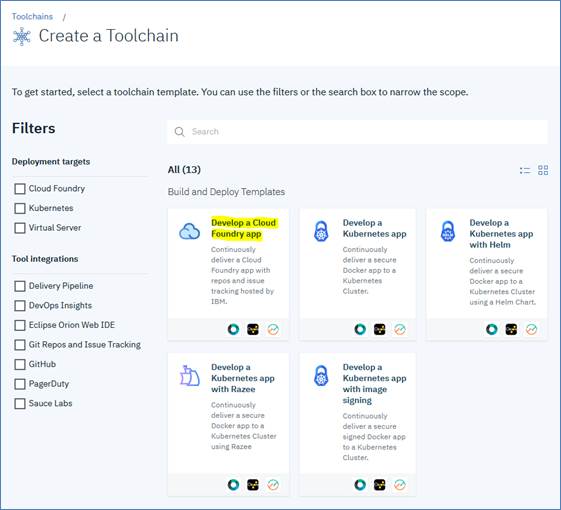 Toolchains /
Create a Toolchain
To get started, select a toolchain template. You can use the filters or the search box to narrow the scope.
Filters
Deployment targets
Cloud Foundry
Kubernetes
Virtual Server
Tool integrations
Delivery Pipeline
DevOps Insights
Eclipse Orion Web IDE
Git Repos and Issue Tracking
GitHub
PagerDuty
Sauce Labs
Search
All (13)
Build and Deploy Templates
Develop a Cloud
Foundry app
Continuously
deliver a Cloud
Foundry app with
repos and issue
tracking hosted by
IBM.
Develop a
Kubernetes app
Continuously
deliver a secure
Docker app to a
Kubernetes
Cluster.
Develop a
Kubernetes app
with Helm
Continuously
deliver a secure
Docker app to a
Kubernetes Cluster
using a Helm Chart.
Develop a
Kubernetes app
with Razee
Continuously
deliver a secure
Docker app to a
Kubernetes Cluster
using Razee
Develop a
Kubernetes app
with image
signing
Continuously
deliver a secure
signed Docker app
to a Kubernetes
Cluster.